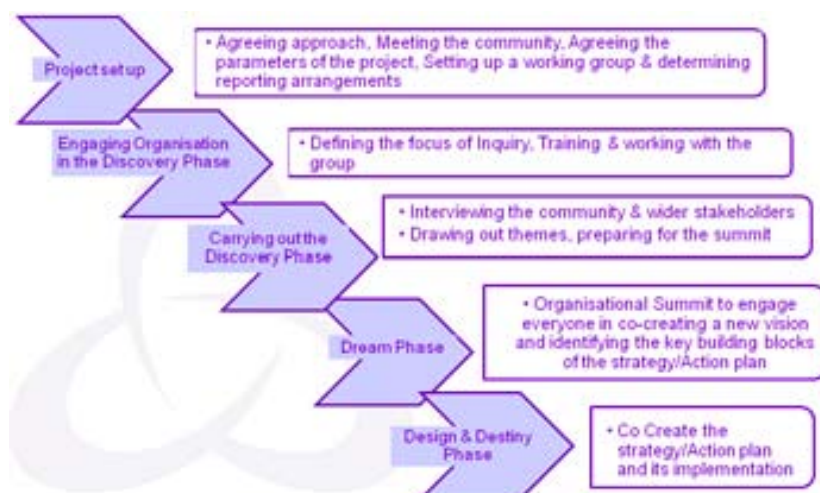 Project set up
• Agreeing approach, Meeting the community, Agreeing the
parameters of the project, Setting up a working group & determining
reporting arrangements
Engaging Organisation
in the Discovery Phase
• Defining the focus of Inquiry, Training & working with the
group
Carrying out the
Discovery Phase
• Interviewing the community & wider stakeholders
• Drawing out themes, preparing for the summit
Dream Phase
• Organisational Summit to engage
everyone in co-creating a new vision
and identifying the key building blocks
of the strategy/Action plan
Design & Destiny
Phase
• Co Create the
strategy/Action plan
and its implementation